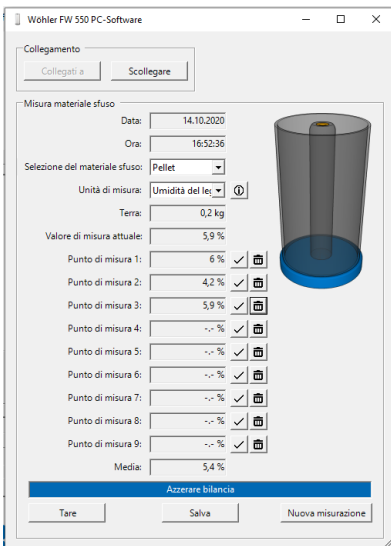 Wöhler FW 550 PC-Software
Collegamento
Collegati a Scollegare
Misura materiale sfuso
Data: 14.10.2020
Ora: 16:52:36
Selezione del materiale sfuso: Pellet
Unità di misura: Umidità del leg
Terra: 0,2 kg
Valore di misura attuale: 5,9 %
Punto di misura 1: 6 %
Punto di misura 2: 4,2 %
Punto di misura 3: 5,9 %
Punto di misura 4: -.- %
Punto di misura 5: -.- %
Punto di misura 6: -.- %
Punto di misura 7: -.- %
Punto di misura 8: -.- %
Punto di misura 9: -.- %
Media: 5,4 %
Azzerare bilancia
Tare Salva Nuova misurazione